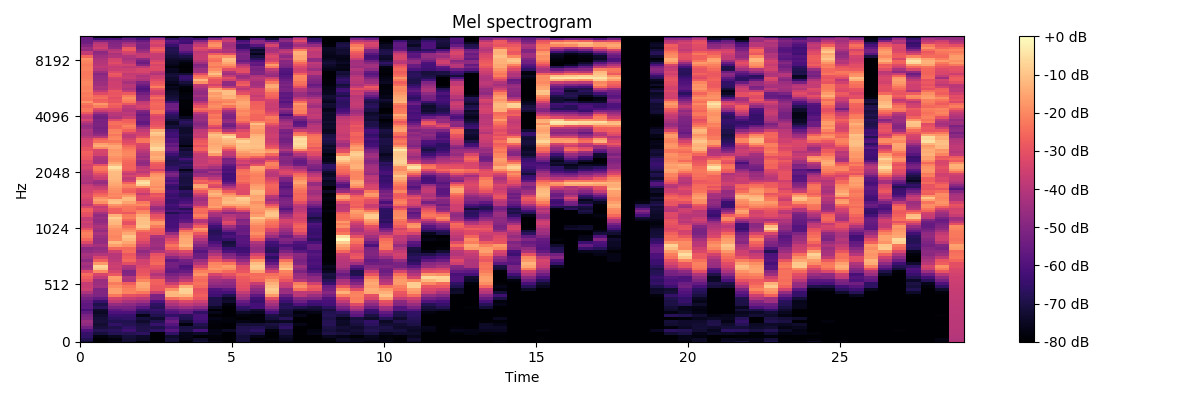 Mel spectrogram
8192
4096
2048
1024
512
0
Hz
0 5 10 15 20 25
Time
+0 dB
-10 dB
-20 dB
-30 dB
-40 dB
-50 dB
-60 dB
-70 dB
-80 dB